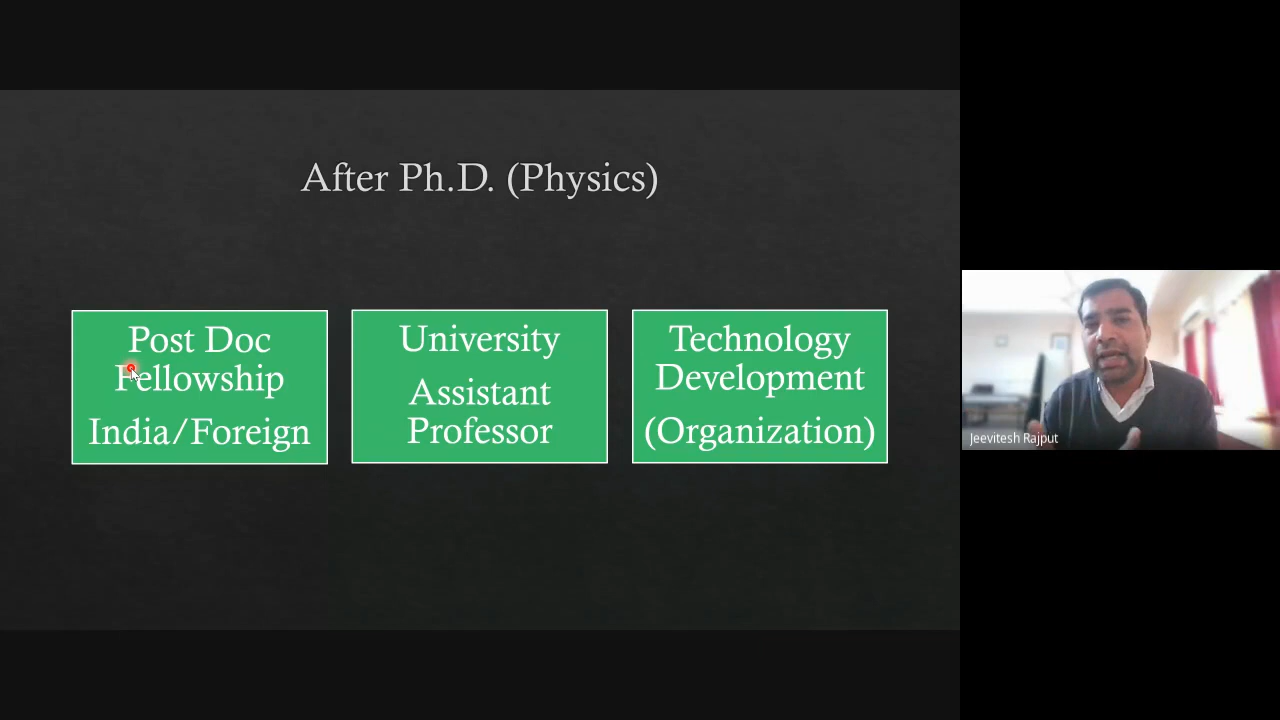 After Ph.D. (Physics)
Post Doc
Fellowship
India/Foreign
University
Assistant
Professor
Technology
Development
(Organization)
Jeevitesh Rajput